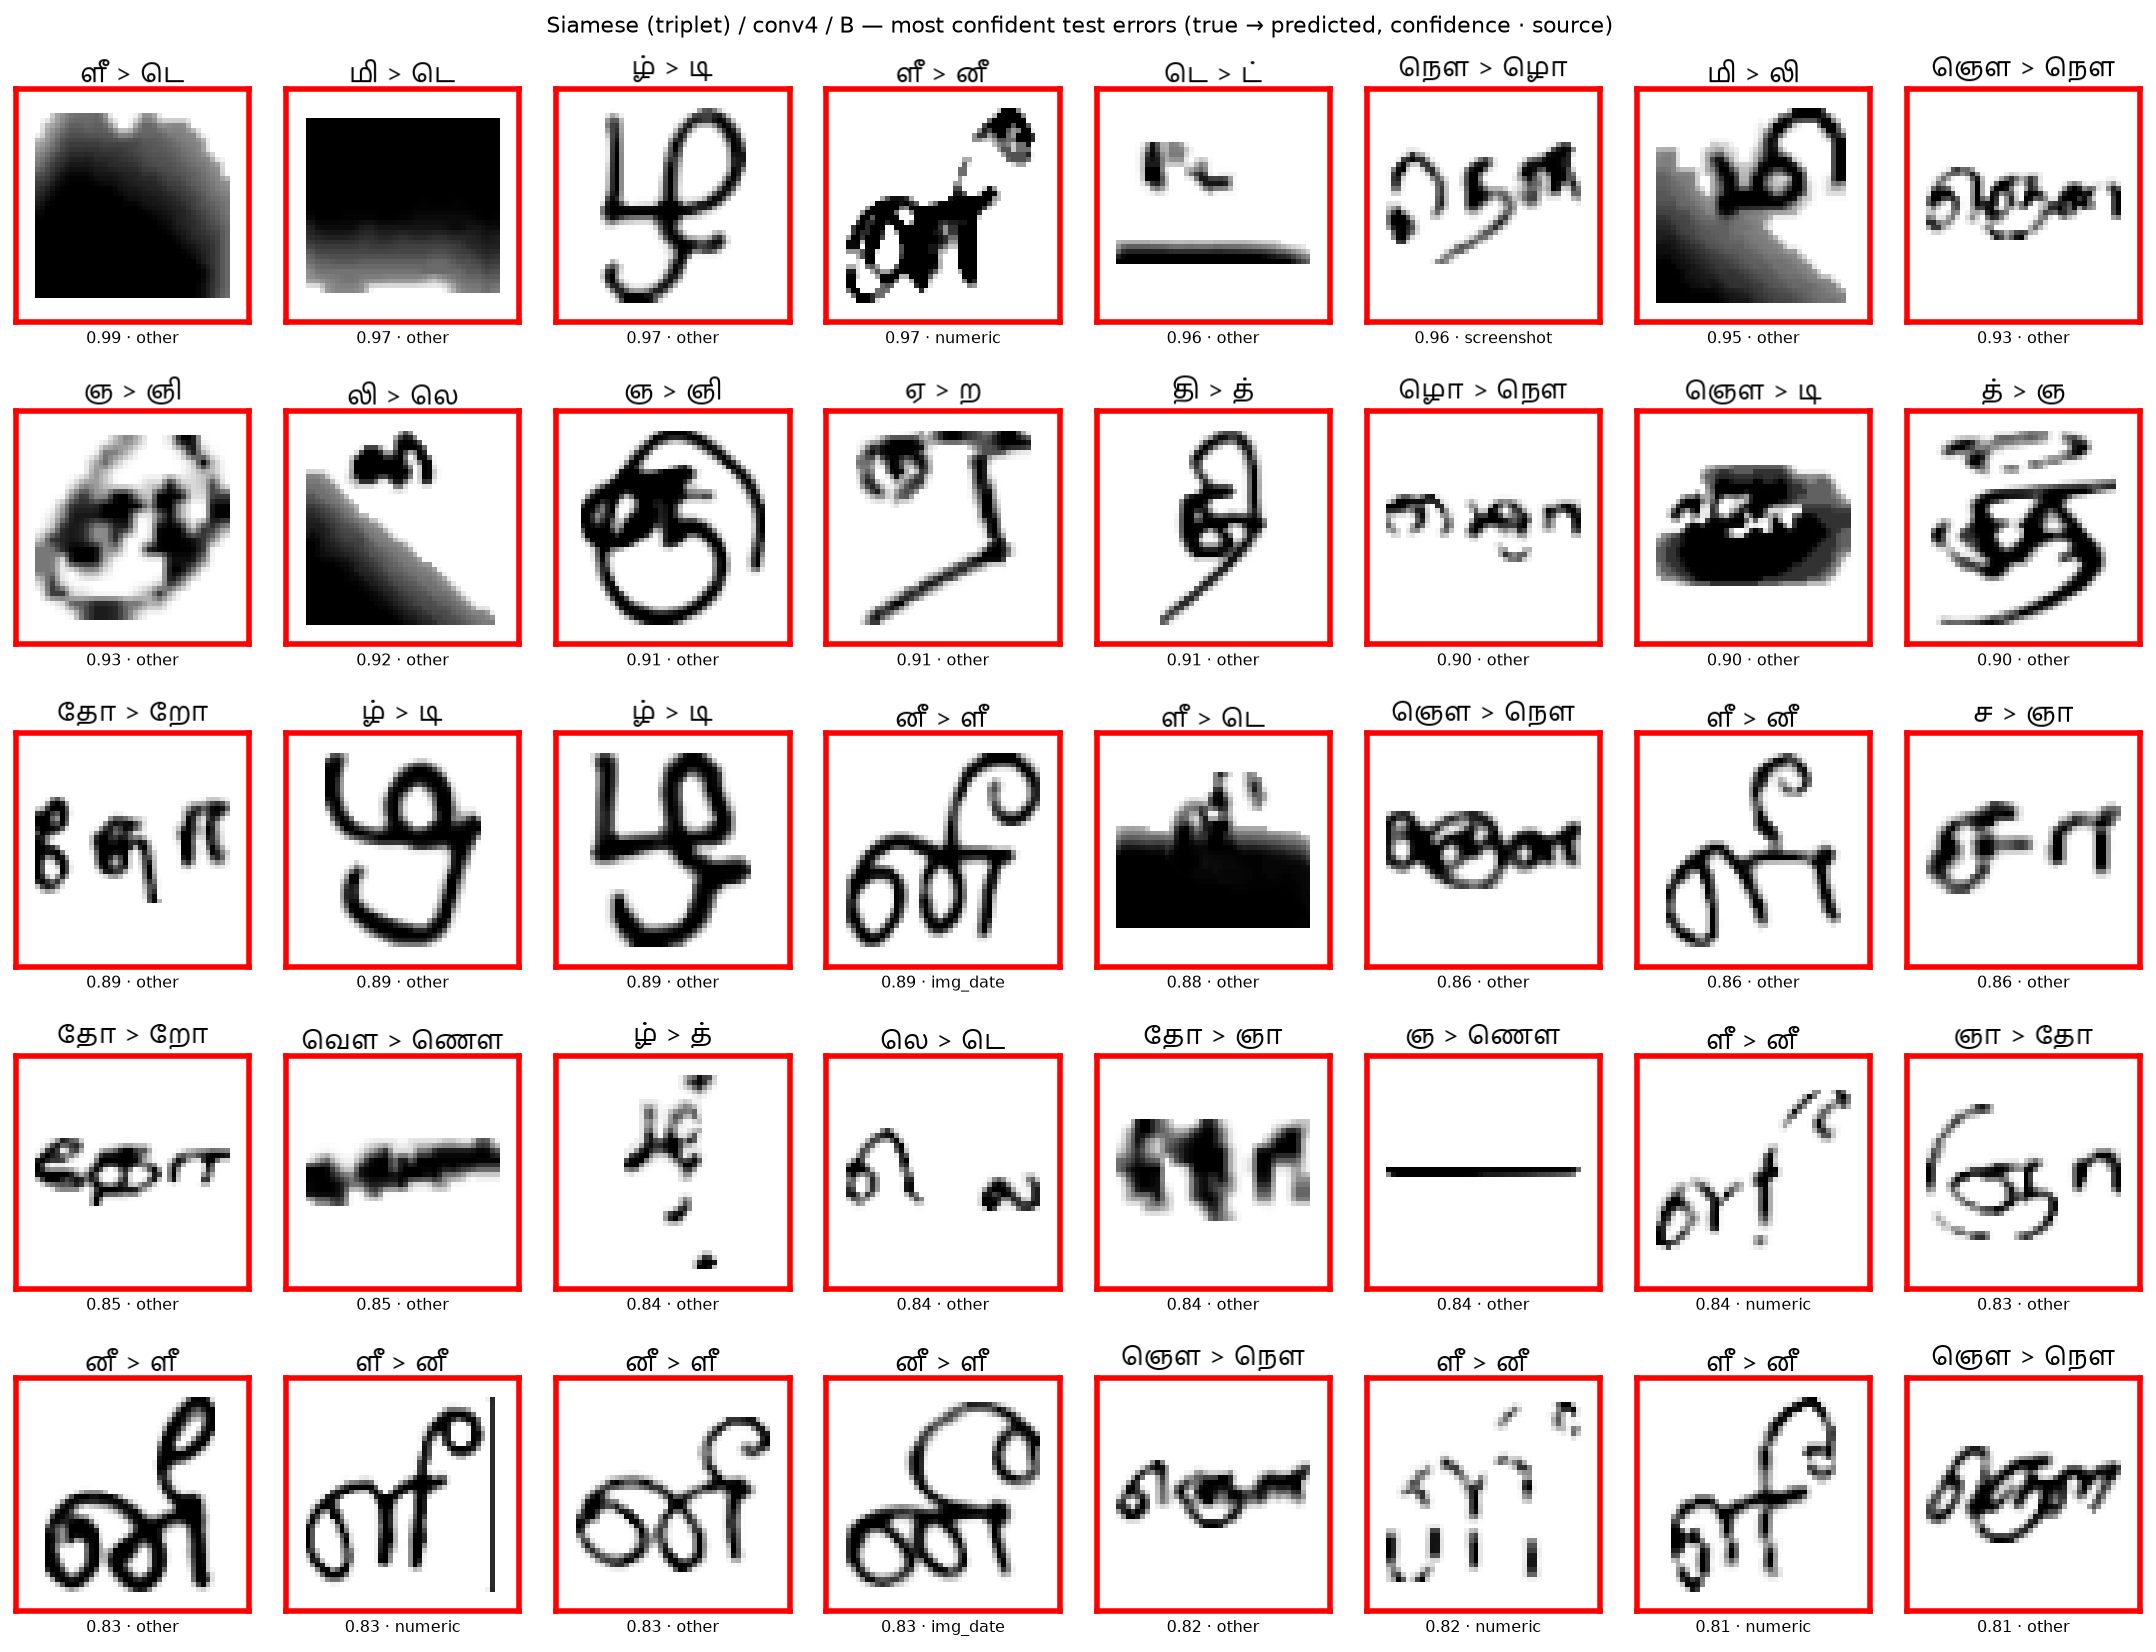 Siamese (triplet) / conv4 / B — most confident test errors (true → predicted, confidence · source)
ளீ > டெ மி > டெ ழ் > டி ளீ > னீ டெ > ட் நௌ > ழொ மி > லி ஞௌ > நௌ
0.99 · other 0.97 · other 0.97 · other 0.97 · numeric 0.96 · other 0.96 · screenshot 0.95 · other 0.93 · other
ஞ > ஞி லி > லெ ஞ > ஞி ஏ > ற தி > த் ழொ > நௌ ஞௌ > டி த் > ஞ
0.93 · other 0.92 · other 0.91 · other 0.91 · other 0.91 · other 0.90 · other 0.90 · other 0.90 · other
தோ > றோ ழ் > டி ழ் > டி னீ > ளீ ளீ > டெ ஞௌ > நௌ ளீ > னீ ச > ஞா
0.89 · other 0.89 · other 0.89 · other 0.89 · img_date 0.88 · other 0.86 · other 0.86 · other 0.86 · other
தோ > றோ வௌ > ணௌ ழ் > த் லெ > டெ தோ > ஞா ஞ > ணௌ ளீ > னீ ஞா > தோ
0.85 · other 0.85 · other 0.84 · other 0.84 · other 0.84 · other 0.84 · other 0.84 · numeric 0.83 · other
னீ > ளீ ளீ > னீ னீ > ளீ னீ > ளீ ஞௌ > நௌ ளீ > னீ ளீ > னீ ஞௌ > நௌ
0.83 · other 0.83 · numeric 0.83 · other 0.83 · img_date 0.82 · other 0.82 · numeric 0.81 · numeric 0.81 · other